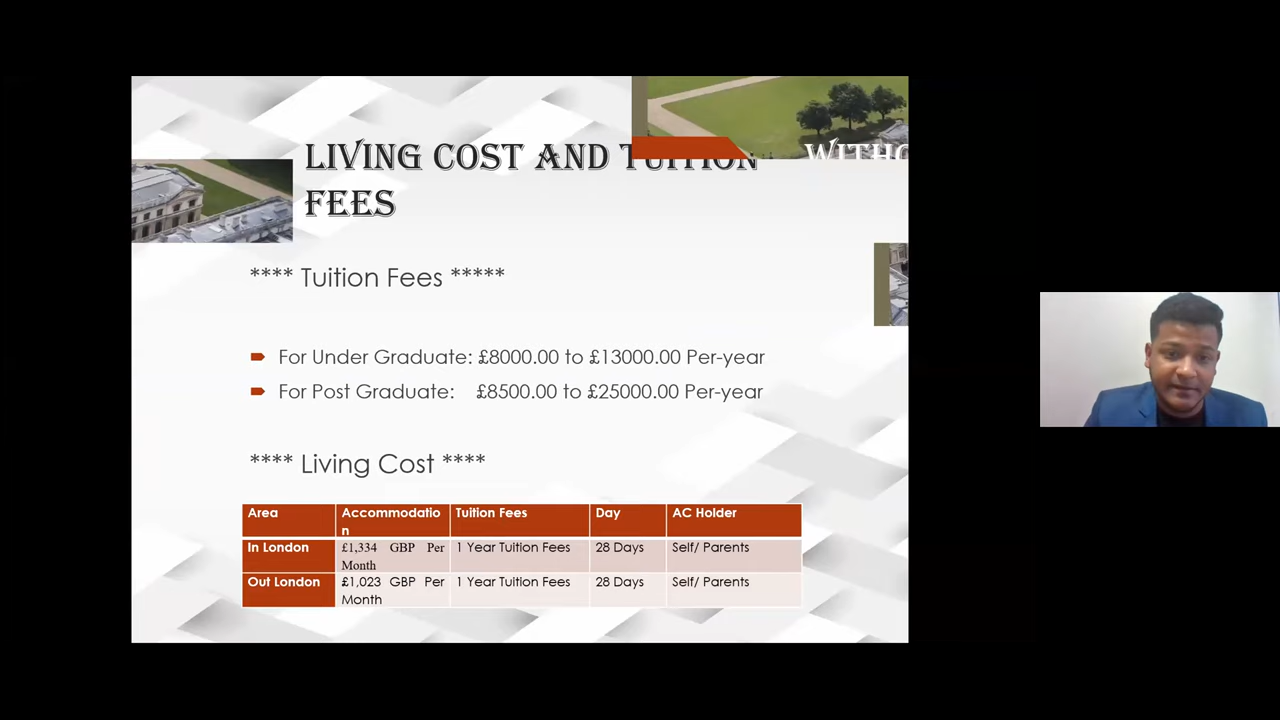 LIVING COST AND TUITION
FEES
WITHO
**** Tuition Fees *****
For Under Graduate: £8000.00 to £13000.00 Per-year
For Post Graduate: £8500.00 to £25000.00 Per-year
**** Living Cost ****
Area Accommodatio Tuition Fees Day AC Holder
n
In London £1,334 GBP Per 1 Year Tuition Fees 28 Days Self/ Parents
Month
Out London £1,023 GBP Per 1 Year Tuition Fees 28 Days Self/ Parents
Month